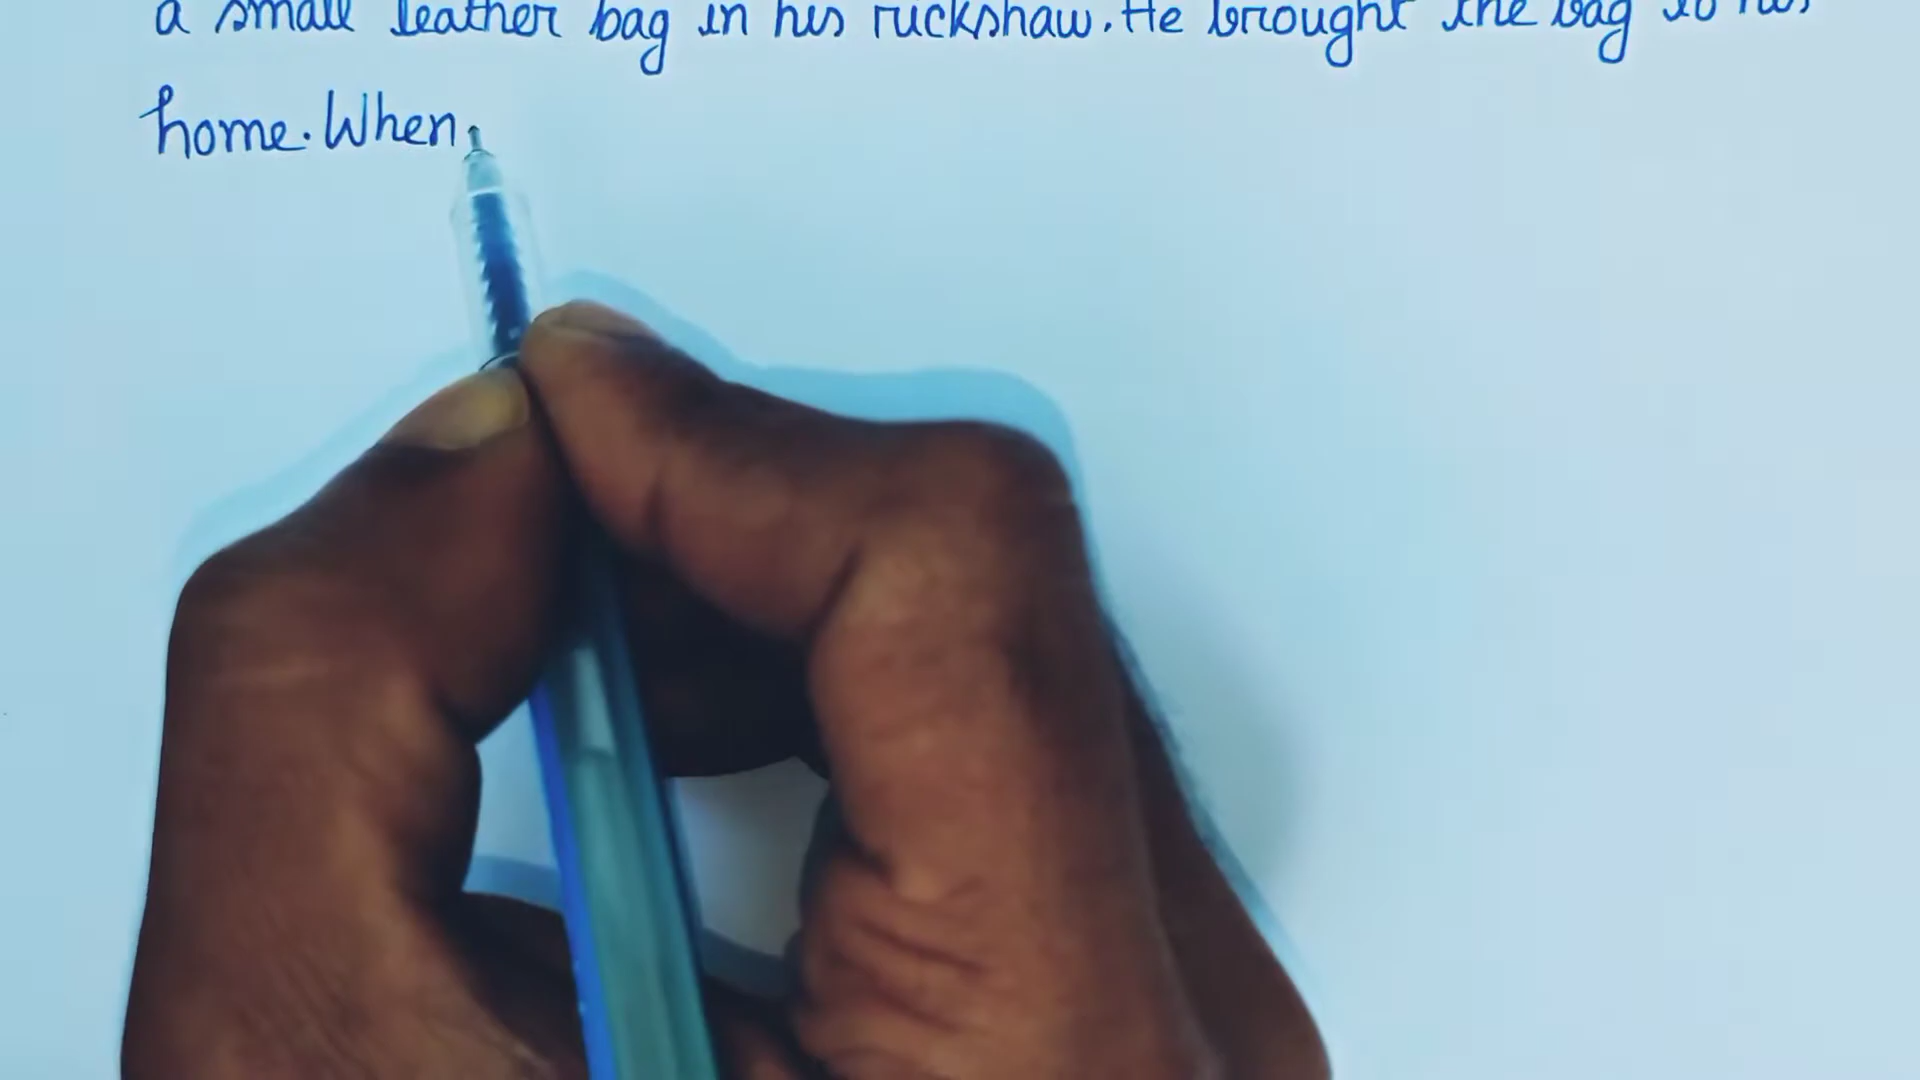 a small leather bag in his rickshaw. He brought the bag to his
home. When